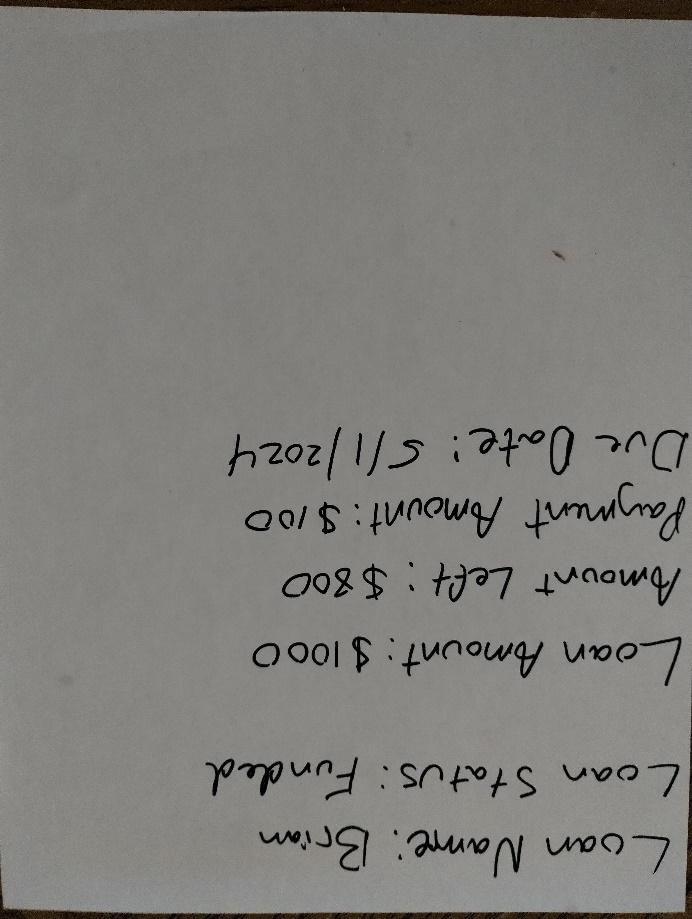 Loan Name: Brian
Loan Status: Funded
Loan Amount: $1000
Amount Left: $800
Payment Amount: $100
Due Date: 5/1/2024